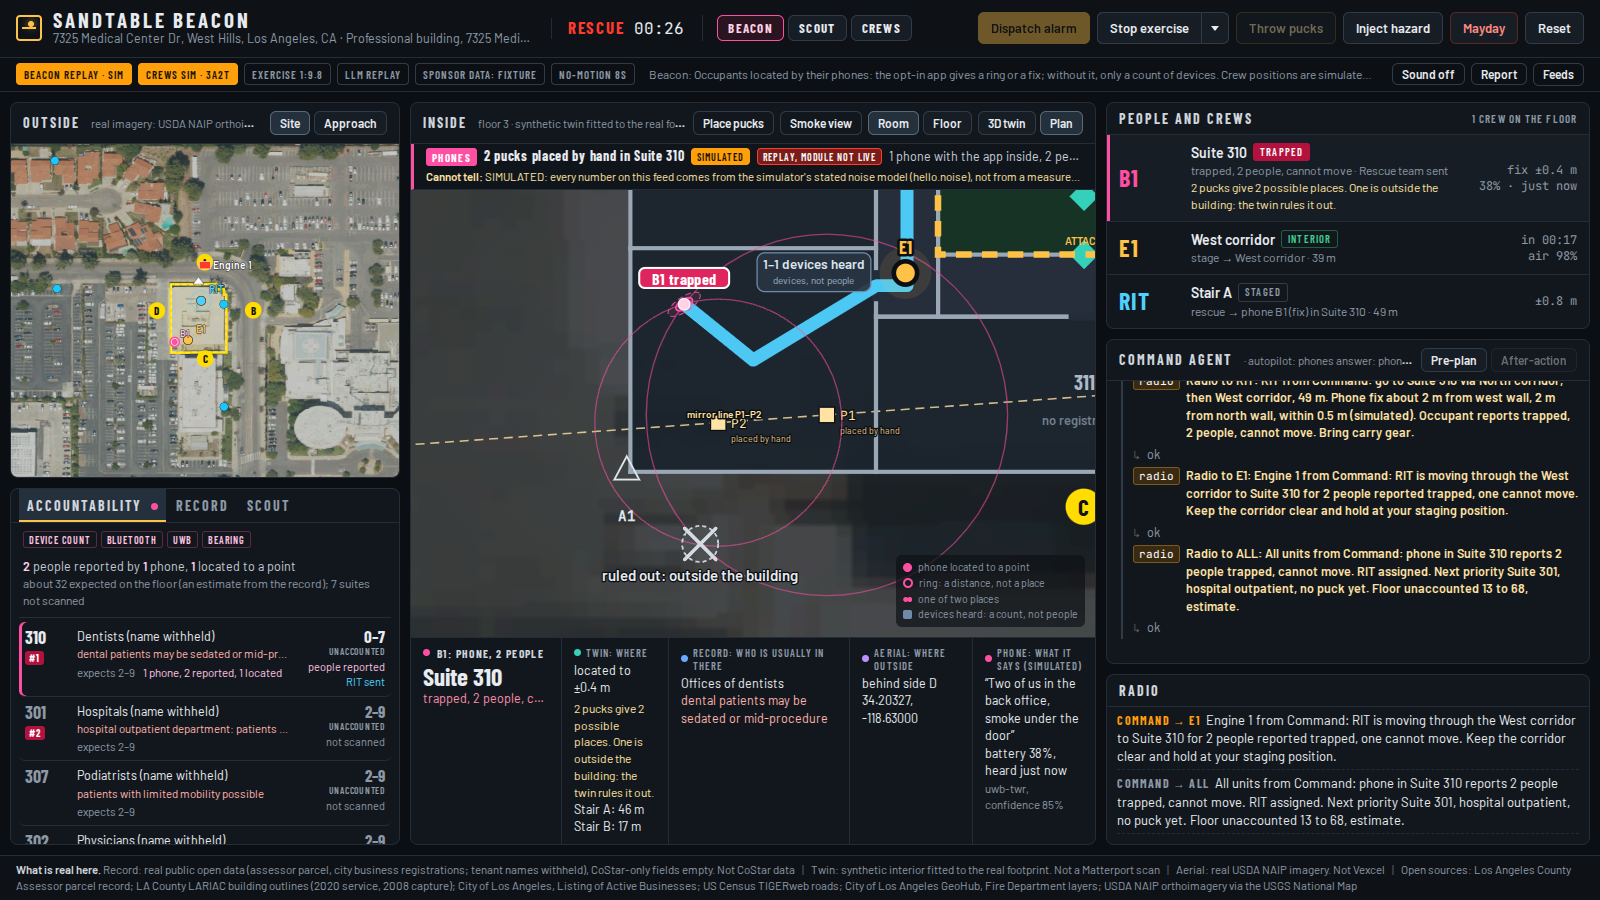 SANDTABLE BEACON
7325 Medical Center Dr, West Hills, Los Angeles, CA · Professional building, 7325 Medi...
RESCUE 00:26
BEACON SCOUT CREWS
Dispatch alarm Stop exercise Throw pucks Inject hazard Mayday Reset
BEACON REPLAY · SIM CREWS SIM · 3A2T EXERCISE 1:9.8 LLM REPLAY SPONSOR DATA: FIXTURE NO-MOTION 8S
Beacon: Occupants located by their phones: the opt-in app gives a ring or a fix; without it, only a count of devices. Crew positions are simulate...
Sound off Report Feeds
OUTSIDE real imagery: USDA NAIP orthoi... Site Approach
Engine 1
RIT
D
B
B1 E1
C
ACCOUNTABILITY RECORD SCOUT
DEVICE COUNT BLUETOOTH UWB BEARING
2 people reported by 1 phone, 1 located to a point
about 32 expected on the floor (an estimate from the record); 7 suites
not scanned
310 Dentists (name withheld) 0–7
#1 dental patients may be sedated or mid-pr... UNACCOUNTED
expects 2–9 1 phone, 2 reported, 1 located people reported
RIT sent
301 Hospitals (name withheld) 2–9
#2 hospital outpatient department: patients ... UNACCOUNTED
expects 2–9 not scanned
307 Podiatrists (name withheld) 2–9
patients with limited mobility possible UNACCOUNTED
expects 2–9 not scanned
302 Physicians (name withheld) 2–9
INSIDE floor 3 · synthetic twin fitted to the real fo... Place pucks Smoke view Room Floor 3D twin Plan
PHONES 2 pucks placed by hand in Suite 310 SIMULATED REPLAY, MODULE NOT LIVE 1 phone with the app inside, 2 pe...
Cannot tell: SIMULATED: every number on this feed comes from the simulator's stated noise model (hello.noise), not from a measure...
E1
ATTAC
1–1 devices heard
devices, not people
B1 trapped
311
no registr
mirror line P1–P2
P2
placed by hand
P1
placed by hand
A1
C
ruled out: outside the building
phone located to a point
ring: a distance, not a place
one of two places
devices heard: a count, not people
B1: PHONE, 2 PEOPLE
Suite 310
trapped, 2 people, c...
TWIN: WHERE
located to
±0.4 m
2 pucks give 2
possible
places. One is
outside the
building: the
twin rules it out.
Stair A: 46 m
Stair B: 17 m
RECORD: WHO IS USUALLY IN
THERE
Offices of dentists
dental patients may be
sedated or mid-procedure
AERIAL: WHERE
OUTSIDE
behind side D
34.20327,
-118.63000
PHONE: WHAT IT
SAYS (SIMULATED)
"Two of us in the
back office,
smoke under the
door"
battery 38%,
heard just now
uwb-twr,
confidence 85%
PEOPLE AND CREWS 1 CREW ON THE FLOOR
B1 Suite 310 TRAPPED
trapped, 2 people, cannot move · Rescue team sent
2 pucks give 2 possible places. One is outside the
building: the twin rules it out.
fix ±0.4 m
38% · just now
E1 West corridor INTERIOR
stage → West corridor · 39 m
in 00:17
air 98%
RIT Stair A STAGED
rescue → phone B1 (fix) in Suite 310 · 49 m
±0.8 m
COMMAND AGENT · autopilot: phones answer: phon... Pre-plan After-action
radio Radio to RIT: RIT from Command: go to Suite 310 via North corridor,
then West corridor, 49 m. Phone fix about 2 m from west wall, 2 m
from north wall, within 0.5 m (simulated). Occupant reports trapped,
2 people, cannot move. Bring carry gear.
↳ ok
radio Radio to E1: Engine 1 from Command: RIT is moving through the West
corridor to Suite 310 for 2 people reported trapped, one cannot move.
Keep the corridor clear and hold at your staging position.
↳ ok
radio Radio to ALL: All units from Command: phone in Suite 310 reports 2
people trapped, cannot move. RIT assigned. Next priority Suite 301,
hospital outpatient, no puck yet. Floor unaccounted 13 to 68,
estimate.
↳ ok
RADIO
COMMAND → E1 Engine 1 from Command: RIT is moving through the West corridor
to Suite 310 for 2 people reported trapped, one cannot move. Keep the corridor
clear and hold at your staging position.
COMMAND → ALL All units from Command: phone in Suite 310 reports 2 people
trapped, cannot move. RIT assigned. Next priority Suite 301, hospital outpatient,
no puck yet. Floor unaccounted 13 to 68, estimate.
What is real here. Record: real public open data (assessor parcel, city business registrations; tenant names withheld), CoStar-only fields empty. Not CoStar data | Twin: synthetic interior fitted to the real footprint. Not a Matterport scan | Aerial: real USDA NAIP imagery. Not Vexcel | Open sources: Los Angeles County
Assessor parcel record; LA County LARIAC building outlines (2020 service, 2008 capture); City of Los Angeles, Listing of Active Businesses; US Census TIGERweb roads; City of Los Angeles GeoHub, Fire Department layers; USDA NAIP orthoimagery via the USGS National Map